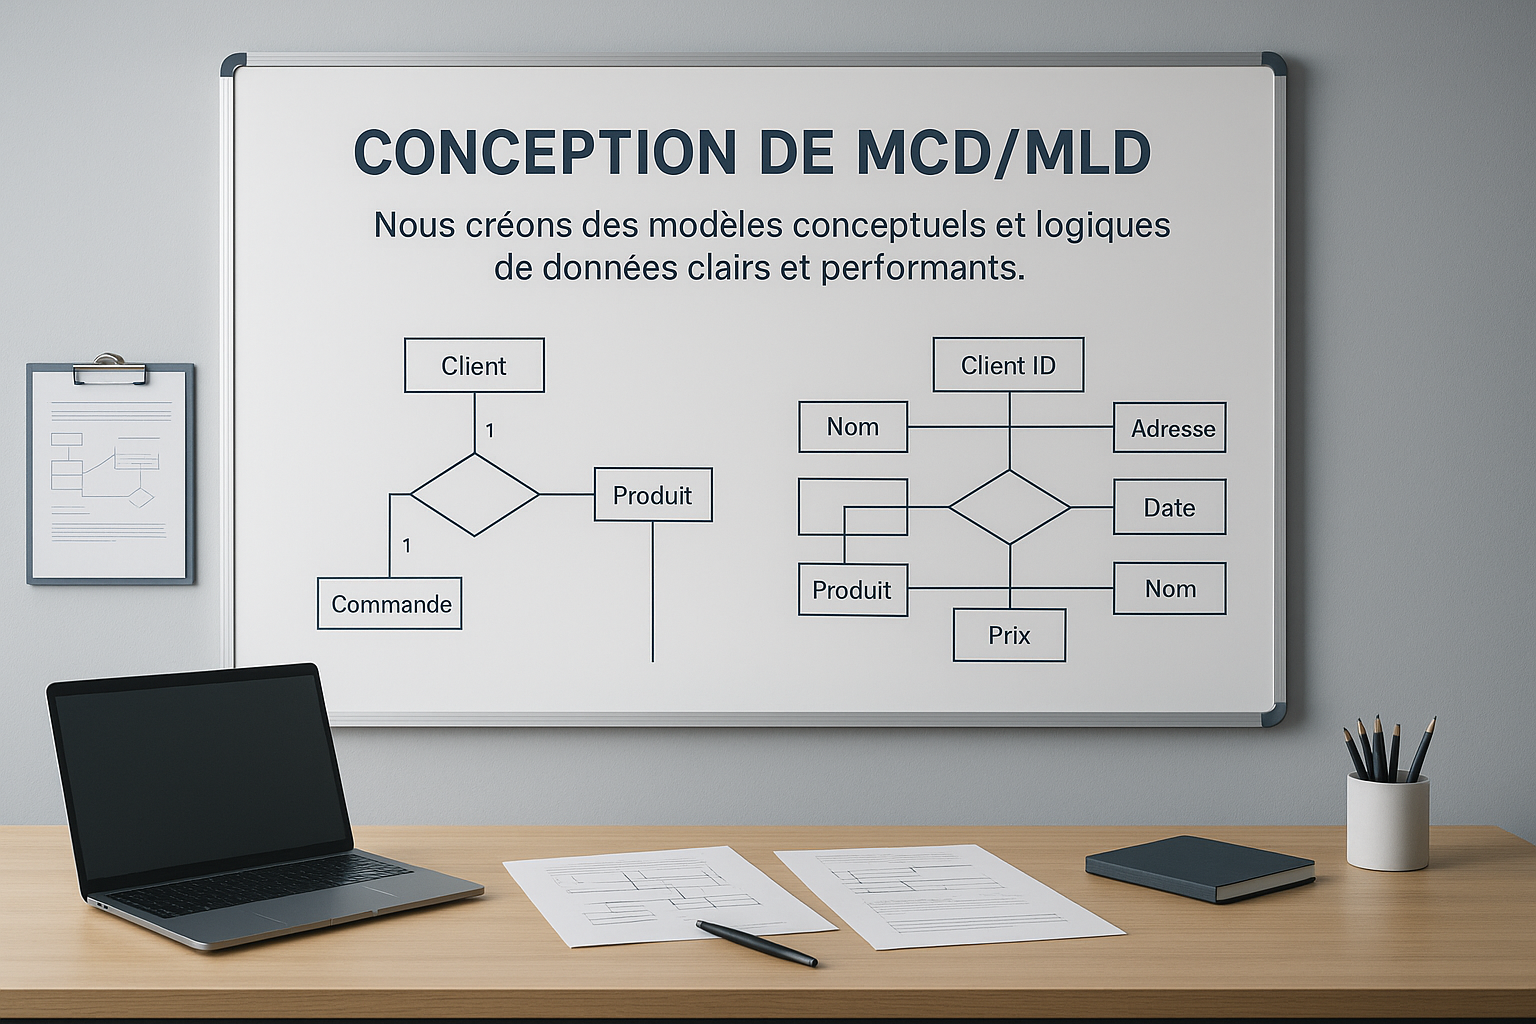 CONCEPTION DE MCD/MLD
Nous créons des modèles conceptuels et logiques
de données clairs et performants.
Client
1
Produit
1
Commande
Client ID
Nom
Adresse
Date
Produit
Nom
Prix